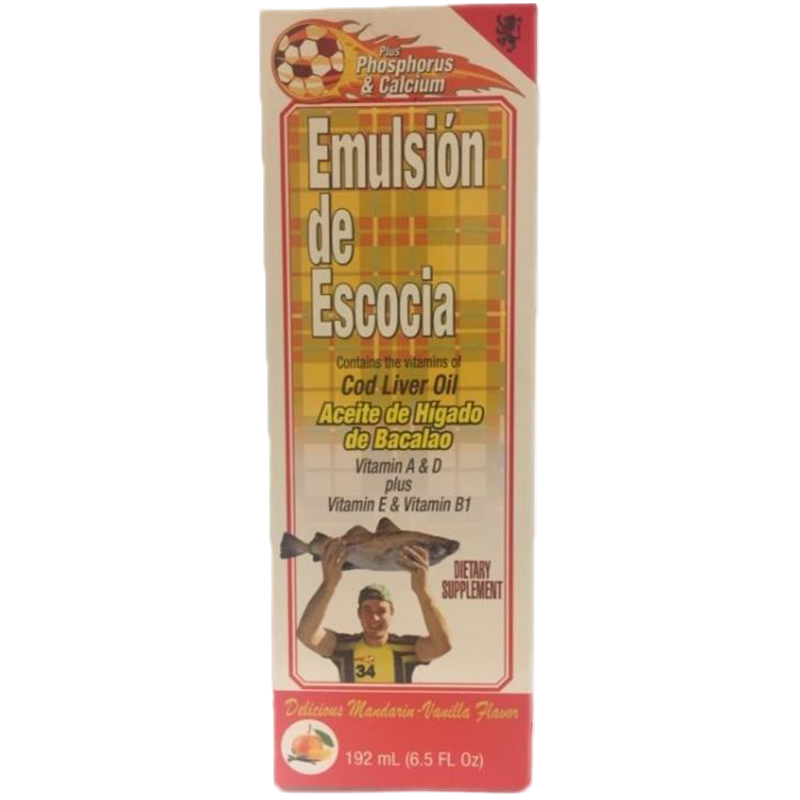 Plus
Phosphorus
& Calcium
Emulsión
de
Escocia
Contains the vitamins of
Cod Liver Oil
Aceite de Hígado
de Bacalao
Vitamin A & D
plus
Vitamin E & Vitamin B1
DIETARY
SUPPLEMENT
34
Delicious Mandarin-Vanilla Flavor
192 mL (6.5 FL Oz)